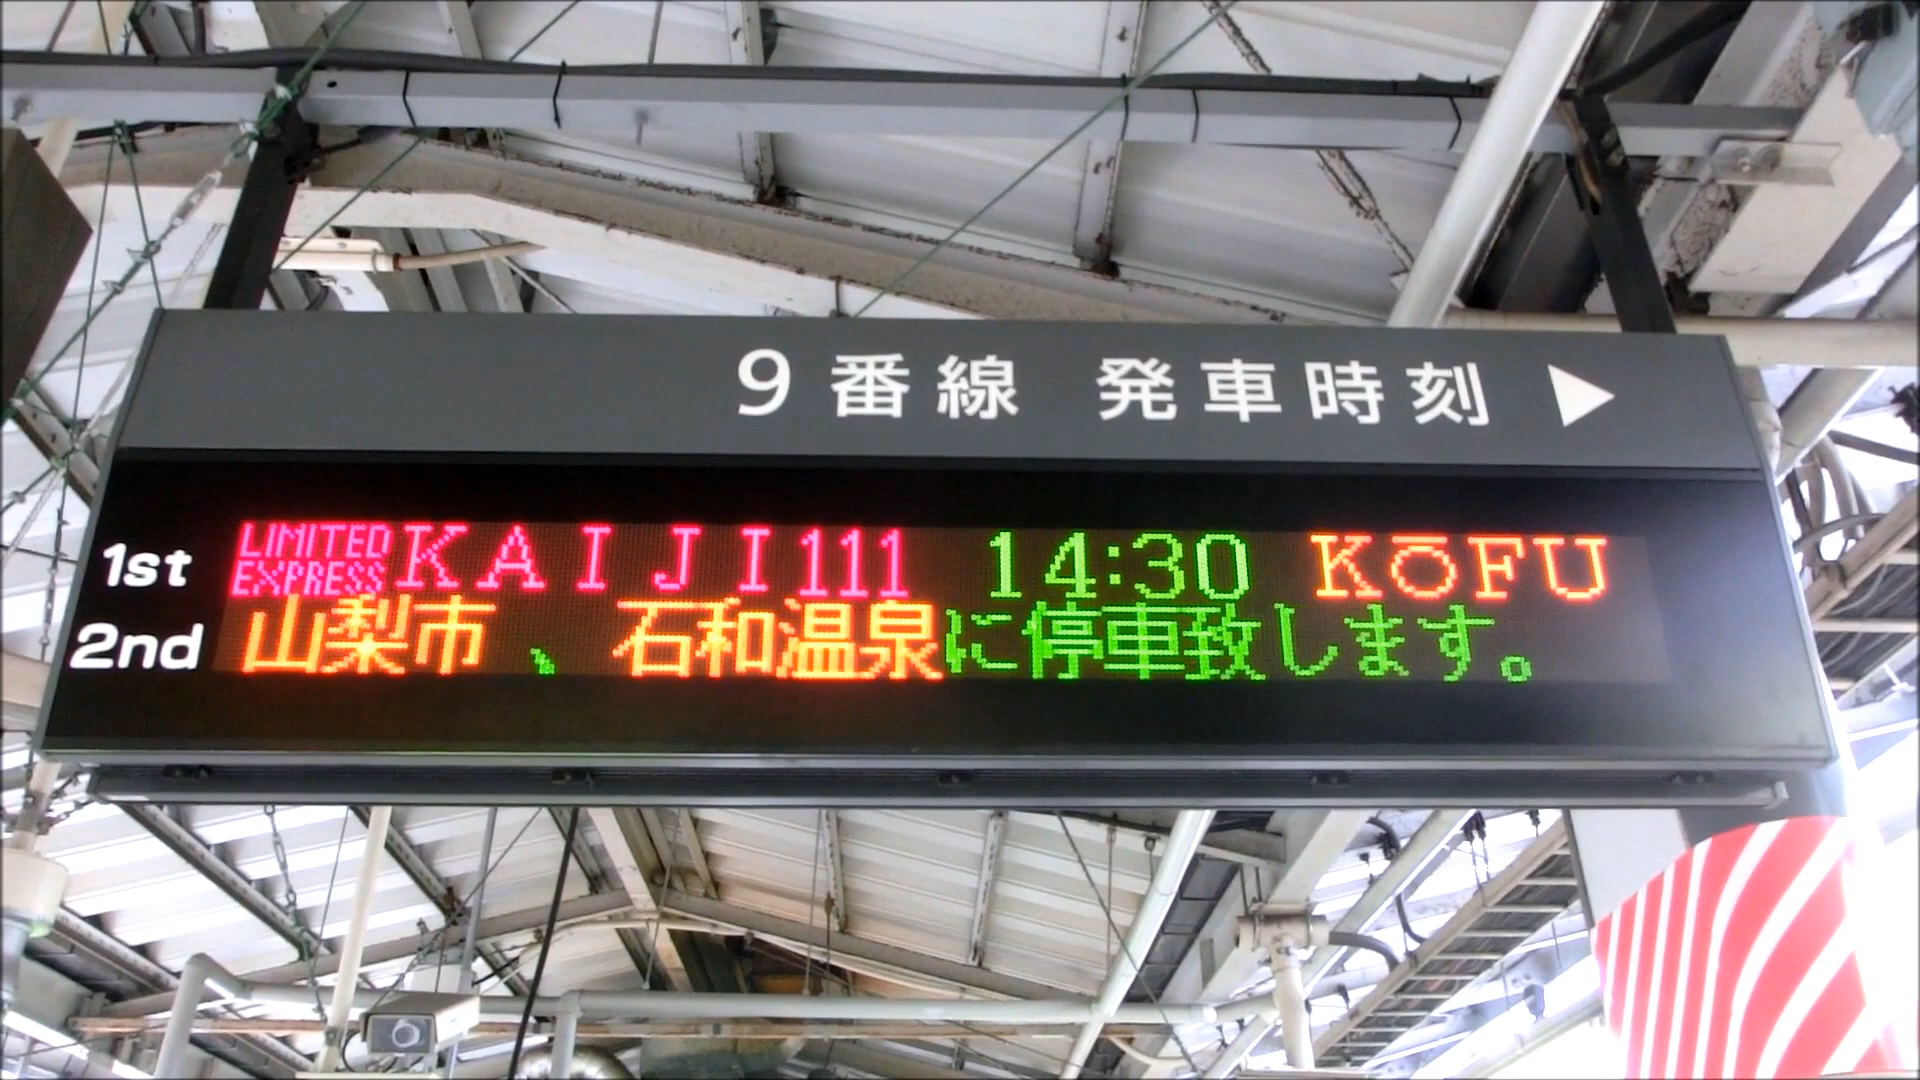 9番線 発車時刻 ▶
1st LIMITED EXPRESS KAIJI111 14:30 KŌFU
2nd 山梨市、石和温泉に停車致します。